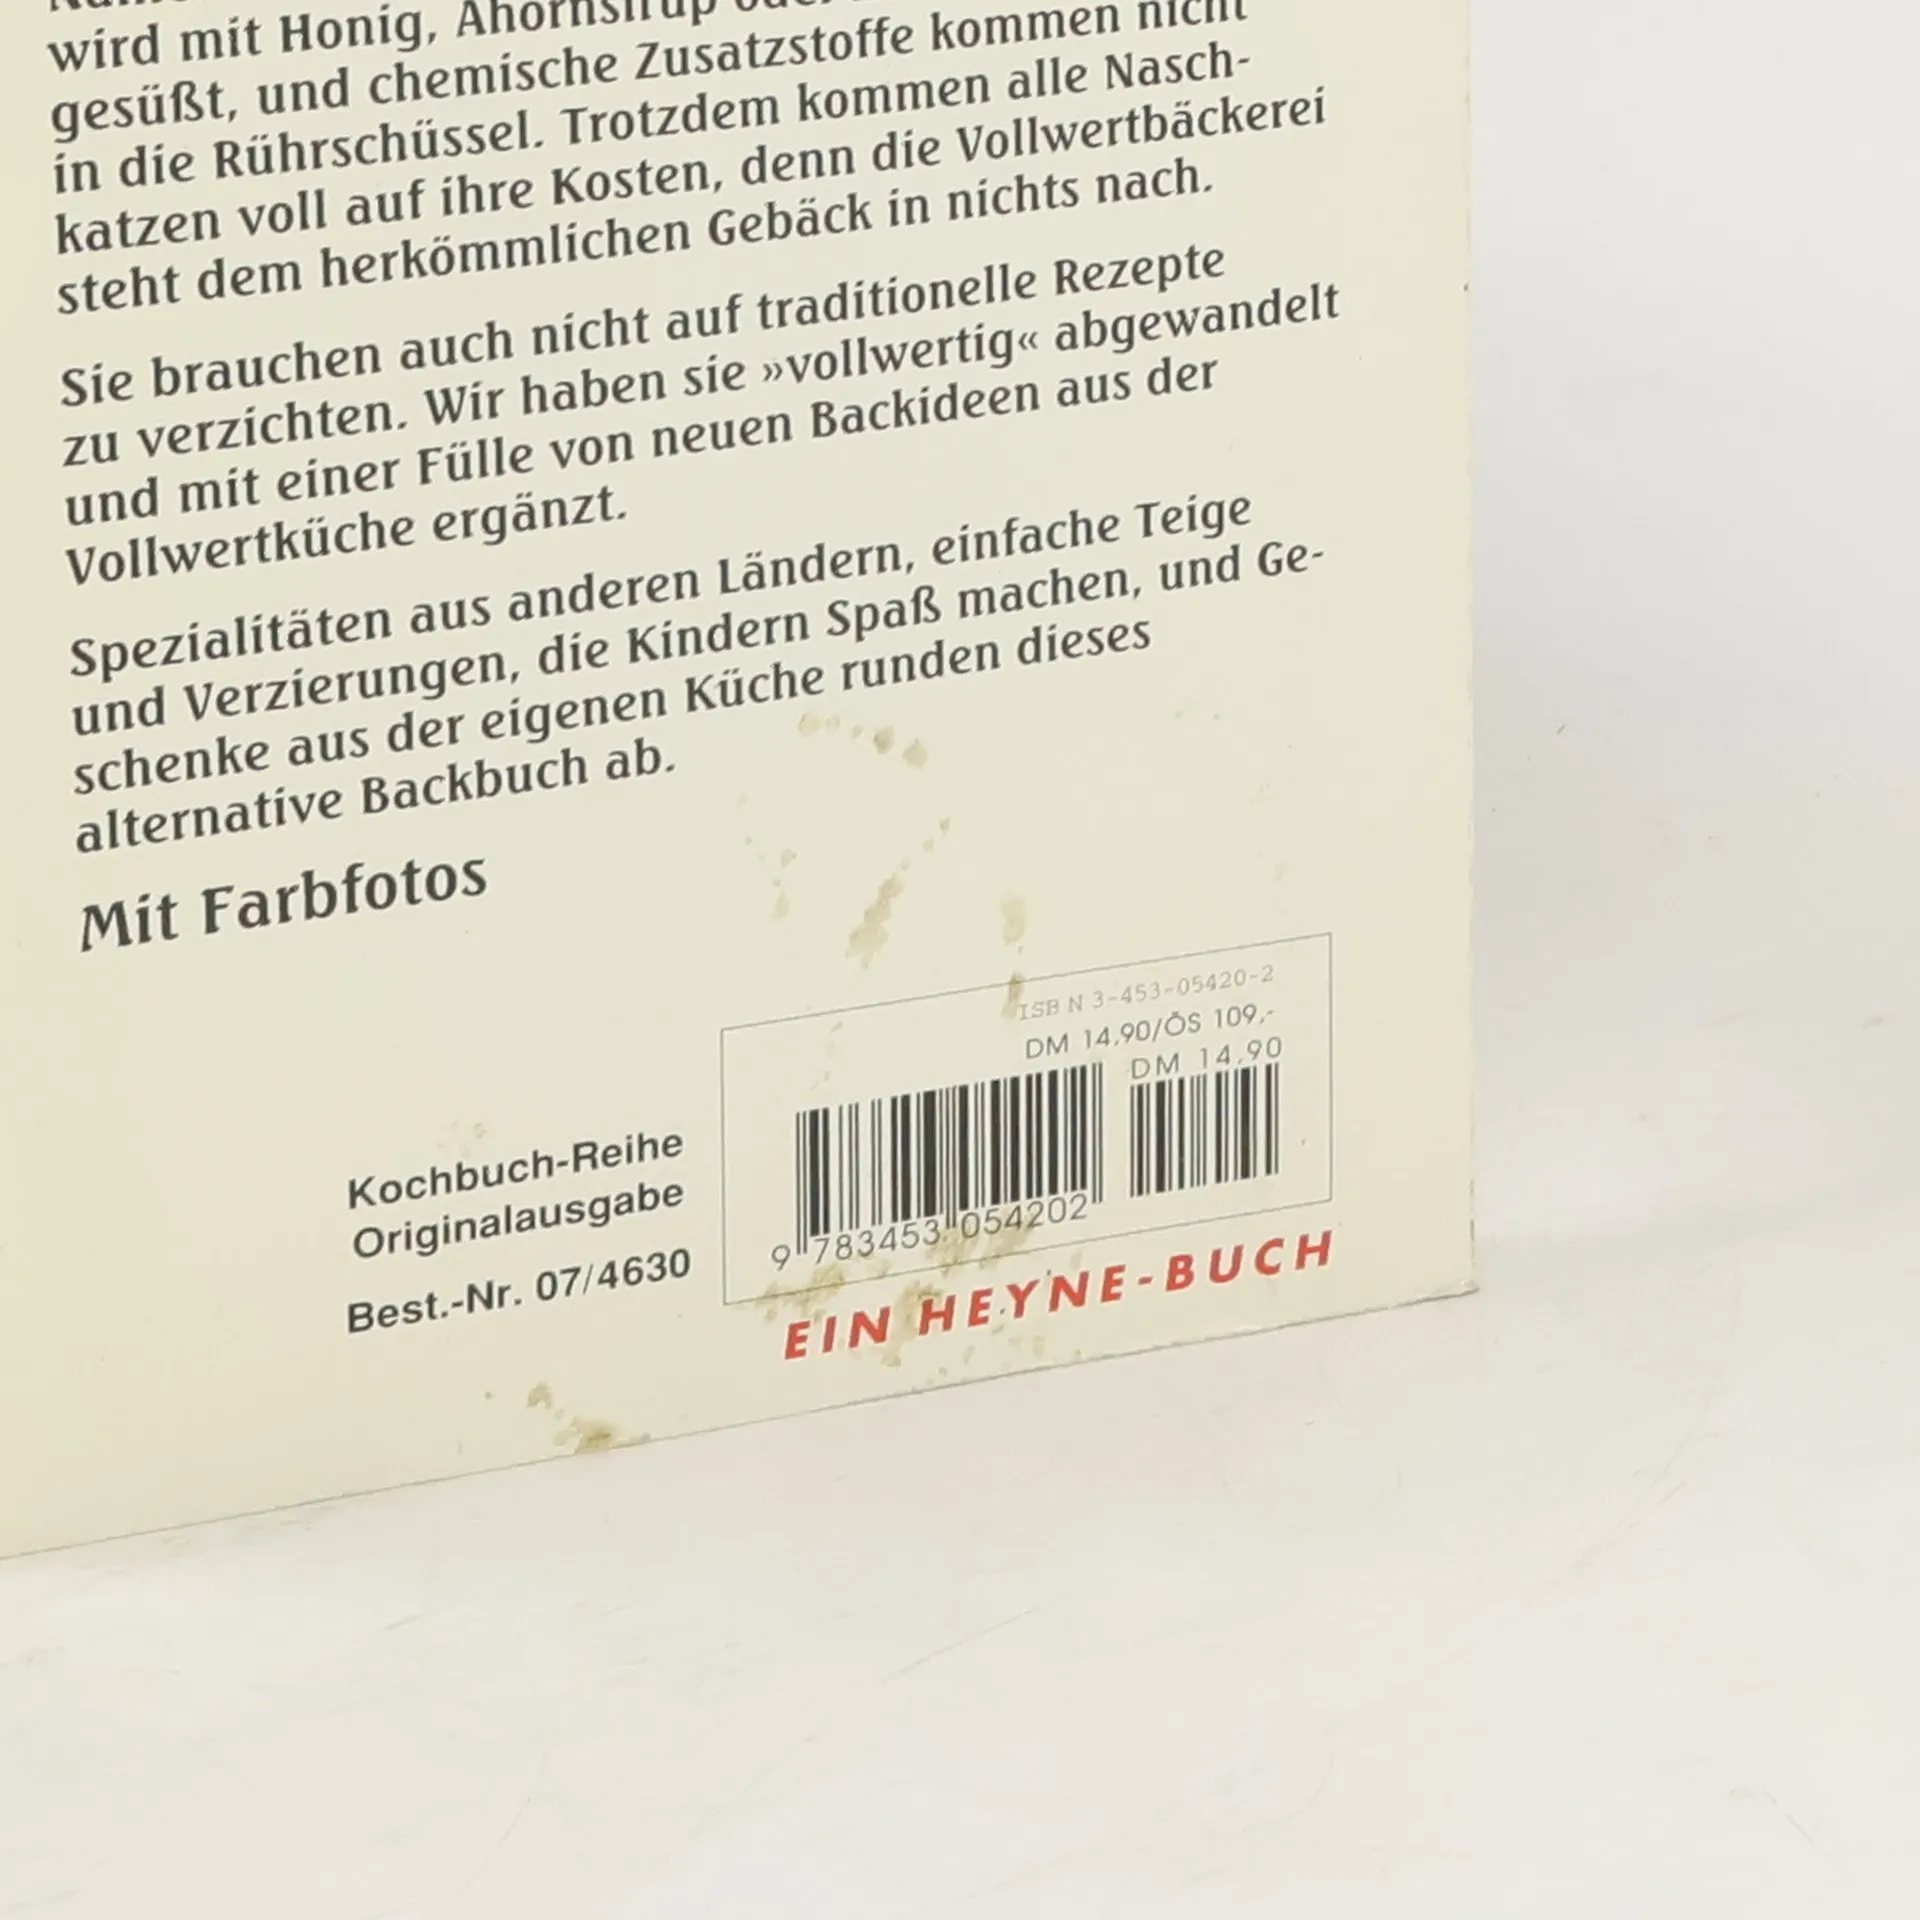 wird mit Honig, Ahornsirup oder
gesüßt, und chemische Zusatzstoffe kommen nicht
in die Rührschüssel. Trotzdem kommen alle Nasch-
katzen voll auf ihre Kosten, denn die Vollwertbäckerei
steht dem herkömmlichen Gebäck in nichts nach.
Sie brauchen auch nicht auf traditionelle Rezepte
zu verzichten. Wir haben sie »vollwertig« abgewandelt
und mit einer Fülle von neuen Backideen aus der
Vollwertküche ergänzt.
Spezialitäten aus anderen Ländern, einfache Teige
und Verzierungen, die Kindern Spaß machen, und Ge-
schenke aus der eigenen Küche runden dieses
alternative Backbuch ab.
Mit Farbfotos
ISBN 3-453-05420-2
DM 14.90/ÖS 109,-
DM 14.90
9 783453 054202
Kochbuch-Reihe
Originalausgabe
Best.-Nr. 07/4630
EIN HEYNE-BUCH